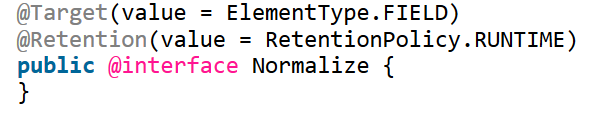 @Target(value = ElementType.FIELD)
@Retention(value = RetentionPolicy.RUNTIME)
public @interface Normalize {
}